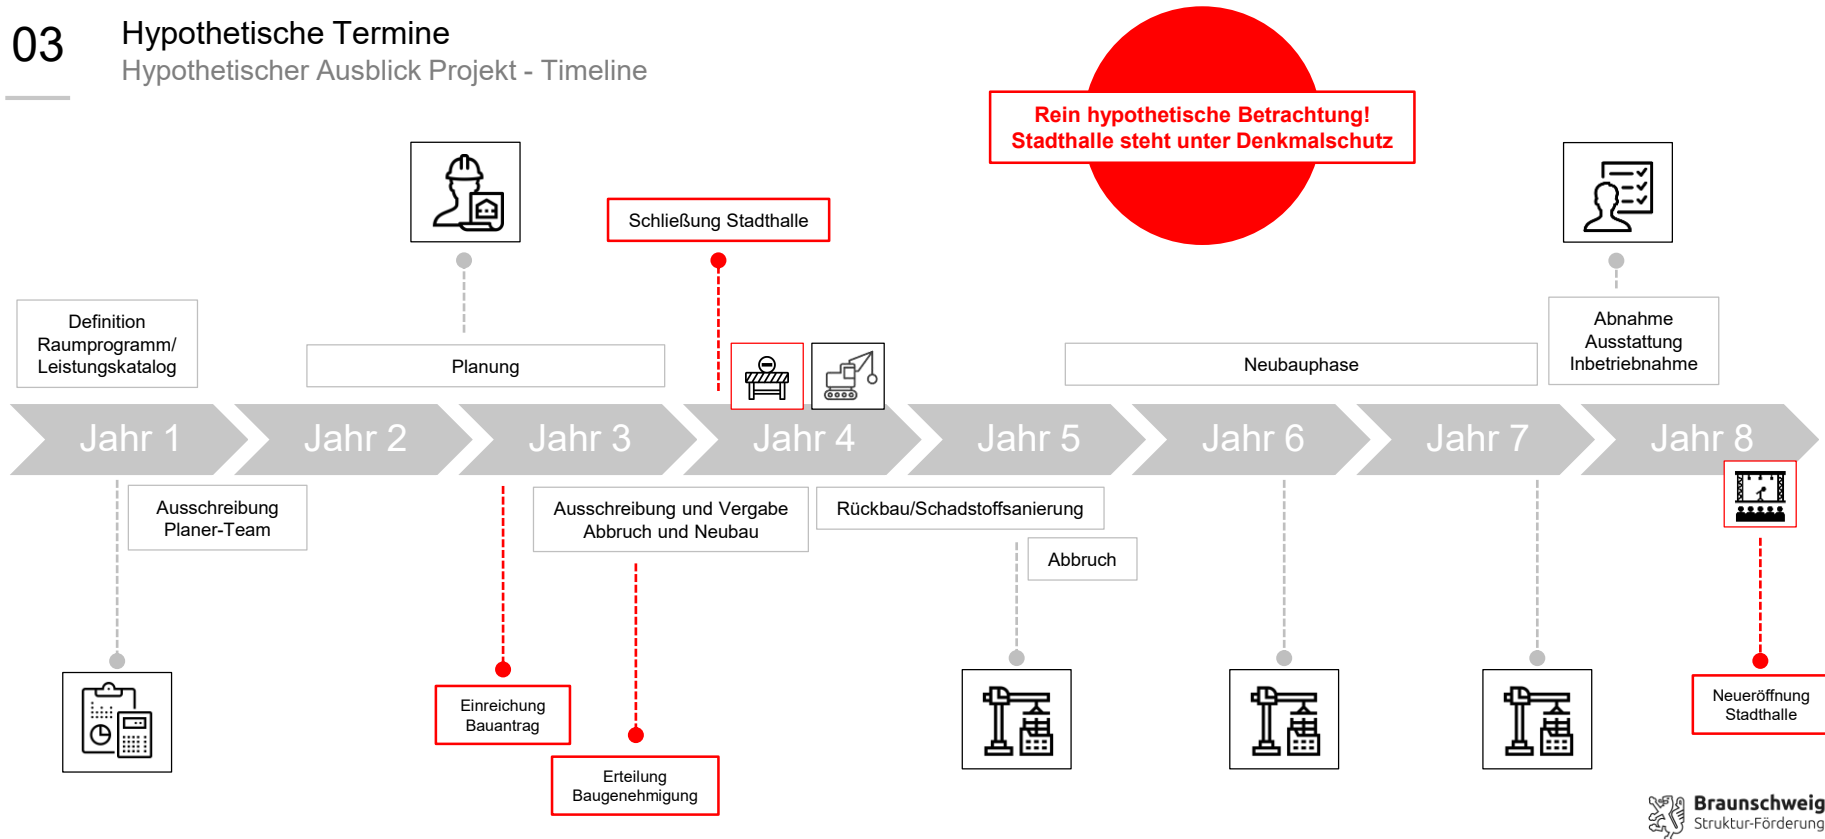 03
Hypothetische Termine
Hypothetischer Ausblick Projekt - Timeline
Rein hypothetische Betrachtung!
Stadthalle steht unter Denkmalschutz
Schließung Stadthalle
Definition
Raumprogramm/
Leistungskatalog
Planung
Neubauphase
Abnahme
Ausstattung
Inbetriebnahme
Jahr 1
Jahr 2
Jahr 3
Jahr 4
Jahr 5
Jahr 6
Jahr 7
Jahr 8
Ausschreibung
Planer-Team
Ausschreibung und Vergabe
Abbruch und Neubau
Rückbau/Schadstoffsanierung
Abbruch
Einreichung
Bauantrag
Erteilung
Baugenehmigung
Neueröffnung
Stadthalle
Braunschweig
Struktur-Förderung